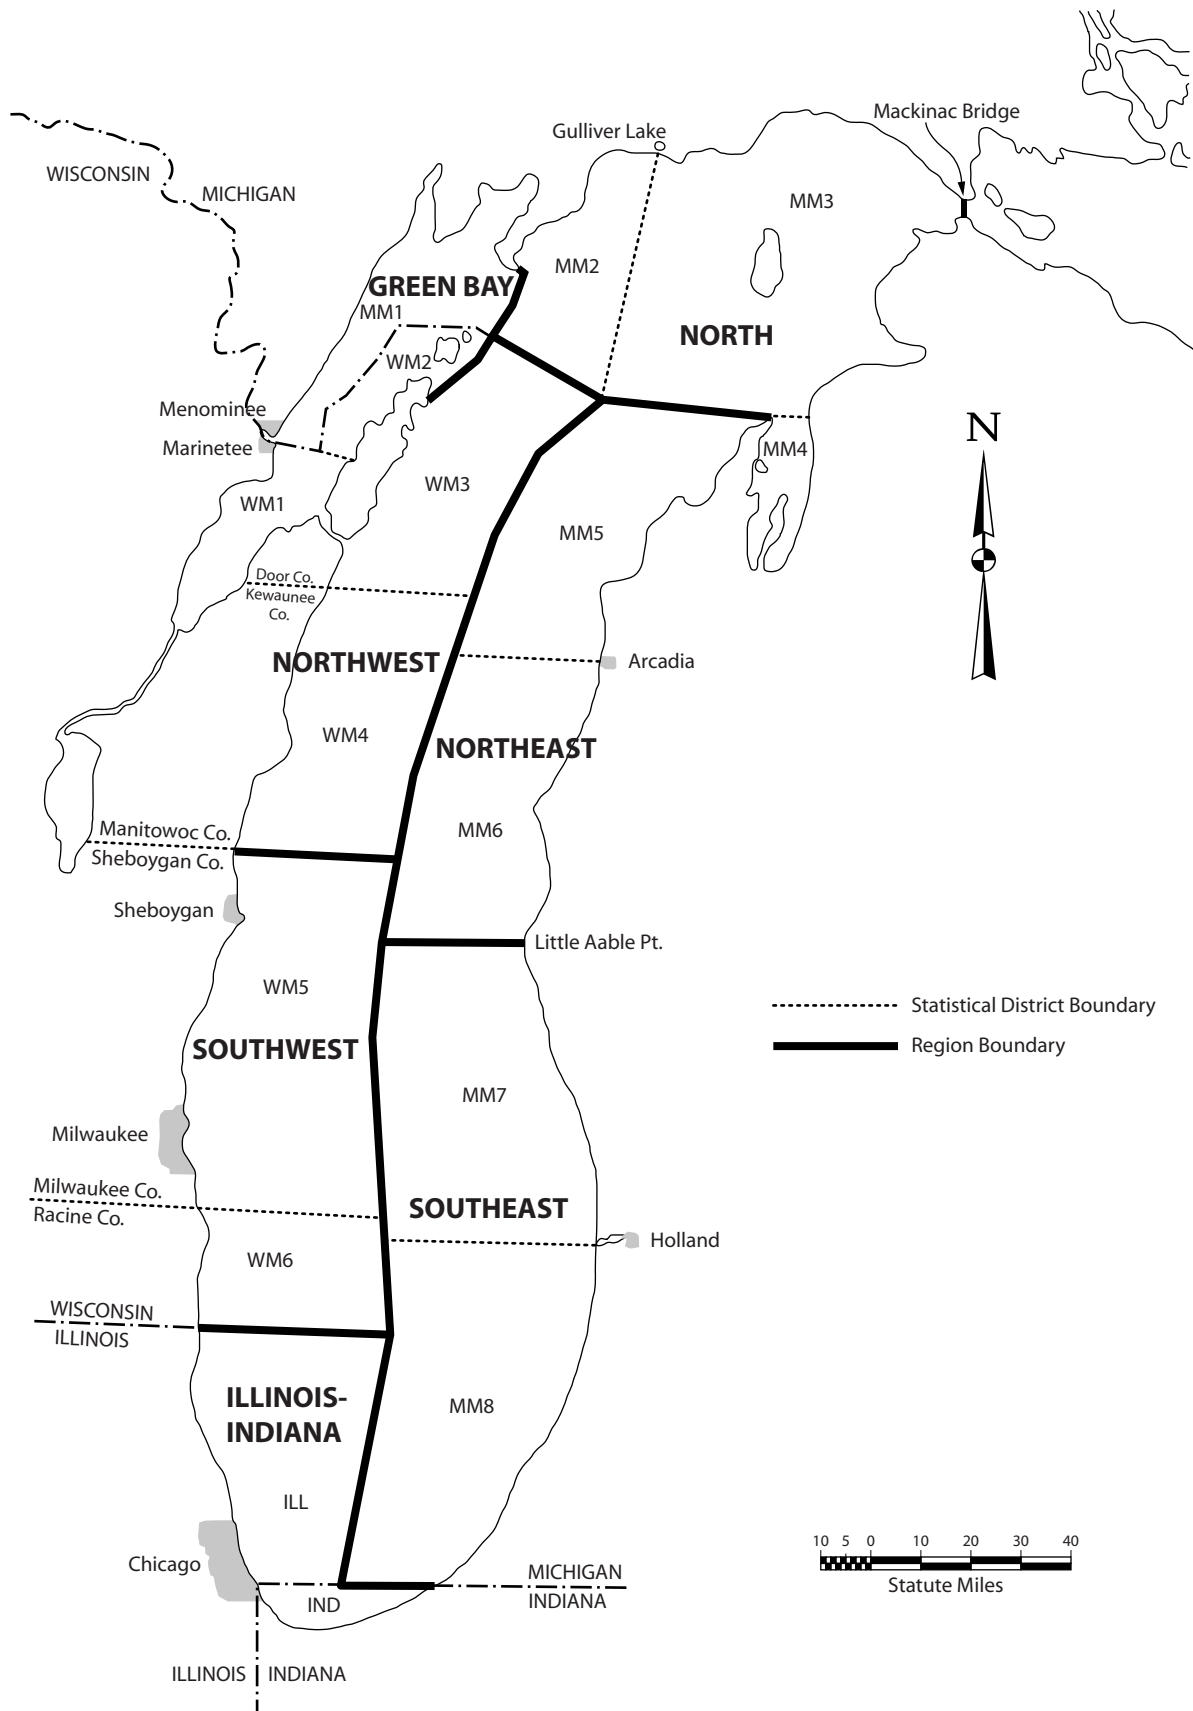 Mackinac Bridge
Gulliver Lake
WISCONSIN
MICHIGAN
MM3
MM2
GREEN BAY
MM1
NORTH
WM2
Menominee
Marinetee
N
MM4
WM3
WM1
MM5
Door Co.
Kewaunee
Co.
NORTHWEST
Arcadia
WM4
NORTHEAST
MM6
Manitowoc Co.
Sheboygan Co.
Sheboygan
Little Aable Pt.
WM5
Statistical District Boundary
SOUTHWEST
Region Boundary
MM7
Milwaukee
Milwaukee Co.
Racine Co.
SOUTHEAST
Holland
WM6
WISCONSIN
ILLINOIS
ILLINOIS-
INDIANA
MM8
ILL
10 5 0 10 20 30 40
Statute Miles
Chicago
MICHIGAN
INDIANA
IND
ILLINOIS INDIANA